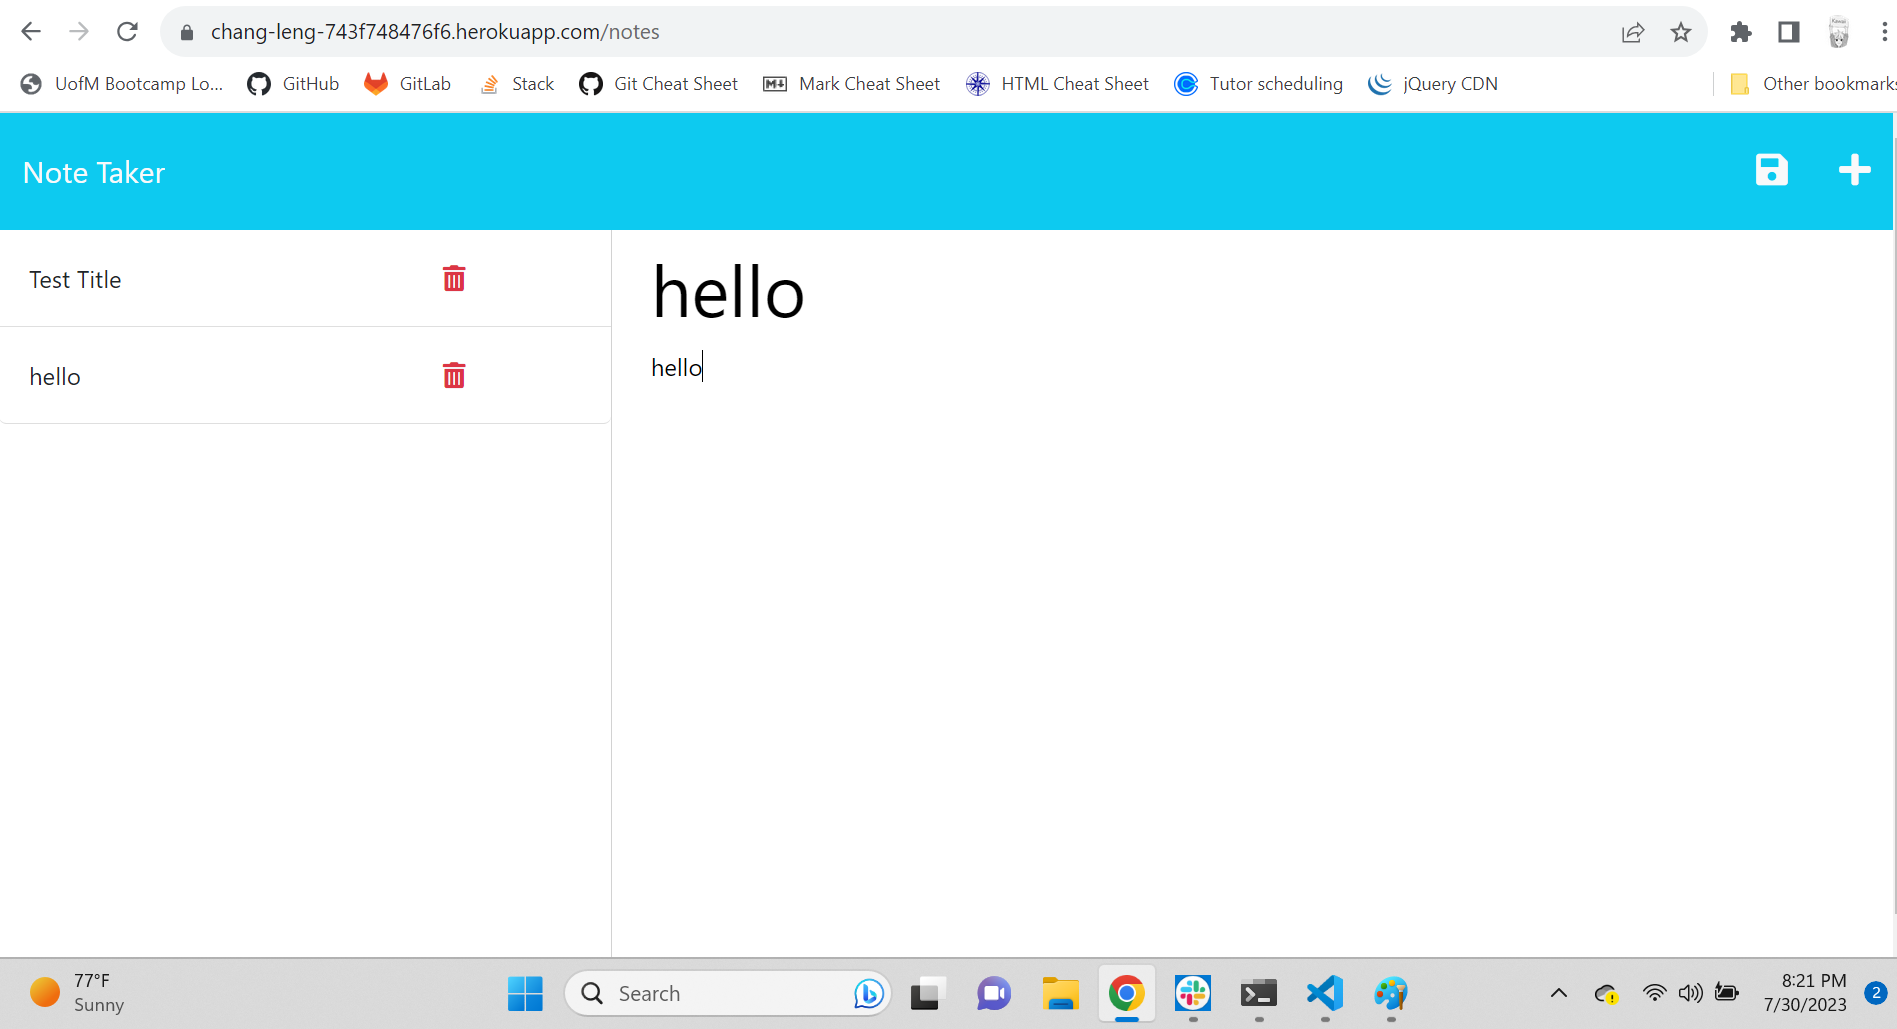 chang-leng-743f748476f6.herokuapp.com/notes
UofM Bootcamp Lo... GitHub GitLab Stack Git Cheat Sheet Mark Cheat Sheet HTML Cheat Sheet Tutor scheduling jQuery CDN Other bookmarks
Note Taker
Test Title
hello
hello
hello
77°F
Sunny
Search
8:21 PM
7/30/2023
2